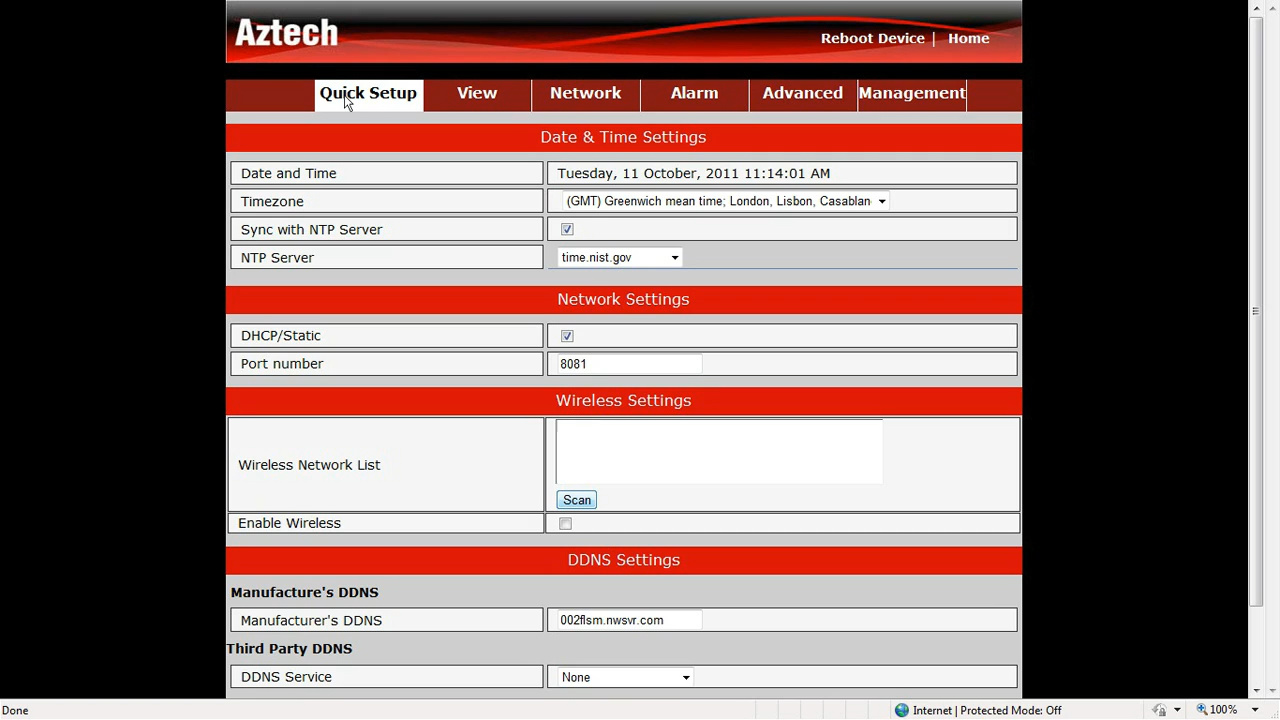 Aztech
Reboot Device | Home
Quick Setup View Network Alarm Advanced Management
Date & Time Settings
Date and Time Tuesday, 11 October, 2011 11:14:01 AM
Timezone (GMT) Greenwich mean time; London, Lisbon, Casablan
Sync with NTP Server
NTP Server time.nist.gov
Network Settings
DHCP/Static
Port number 8081
Wireless Settings
Wireless Network List
Scan
Enable Wireless
DDNS Settings
Manufacture's DDNS
Manufacturer's DDNS 002flsm.nwsvr.com
Third Party DDNS
DDNS Service None
Done Internet | Protected Mode: Off 100%